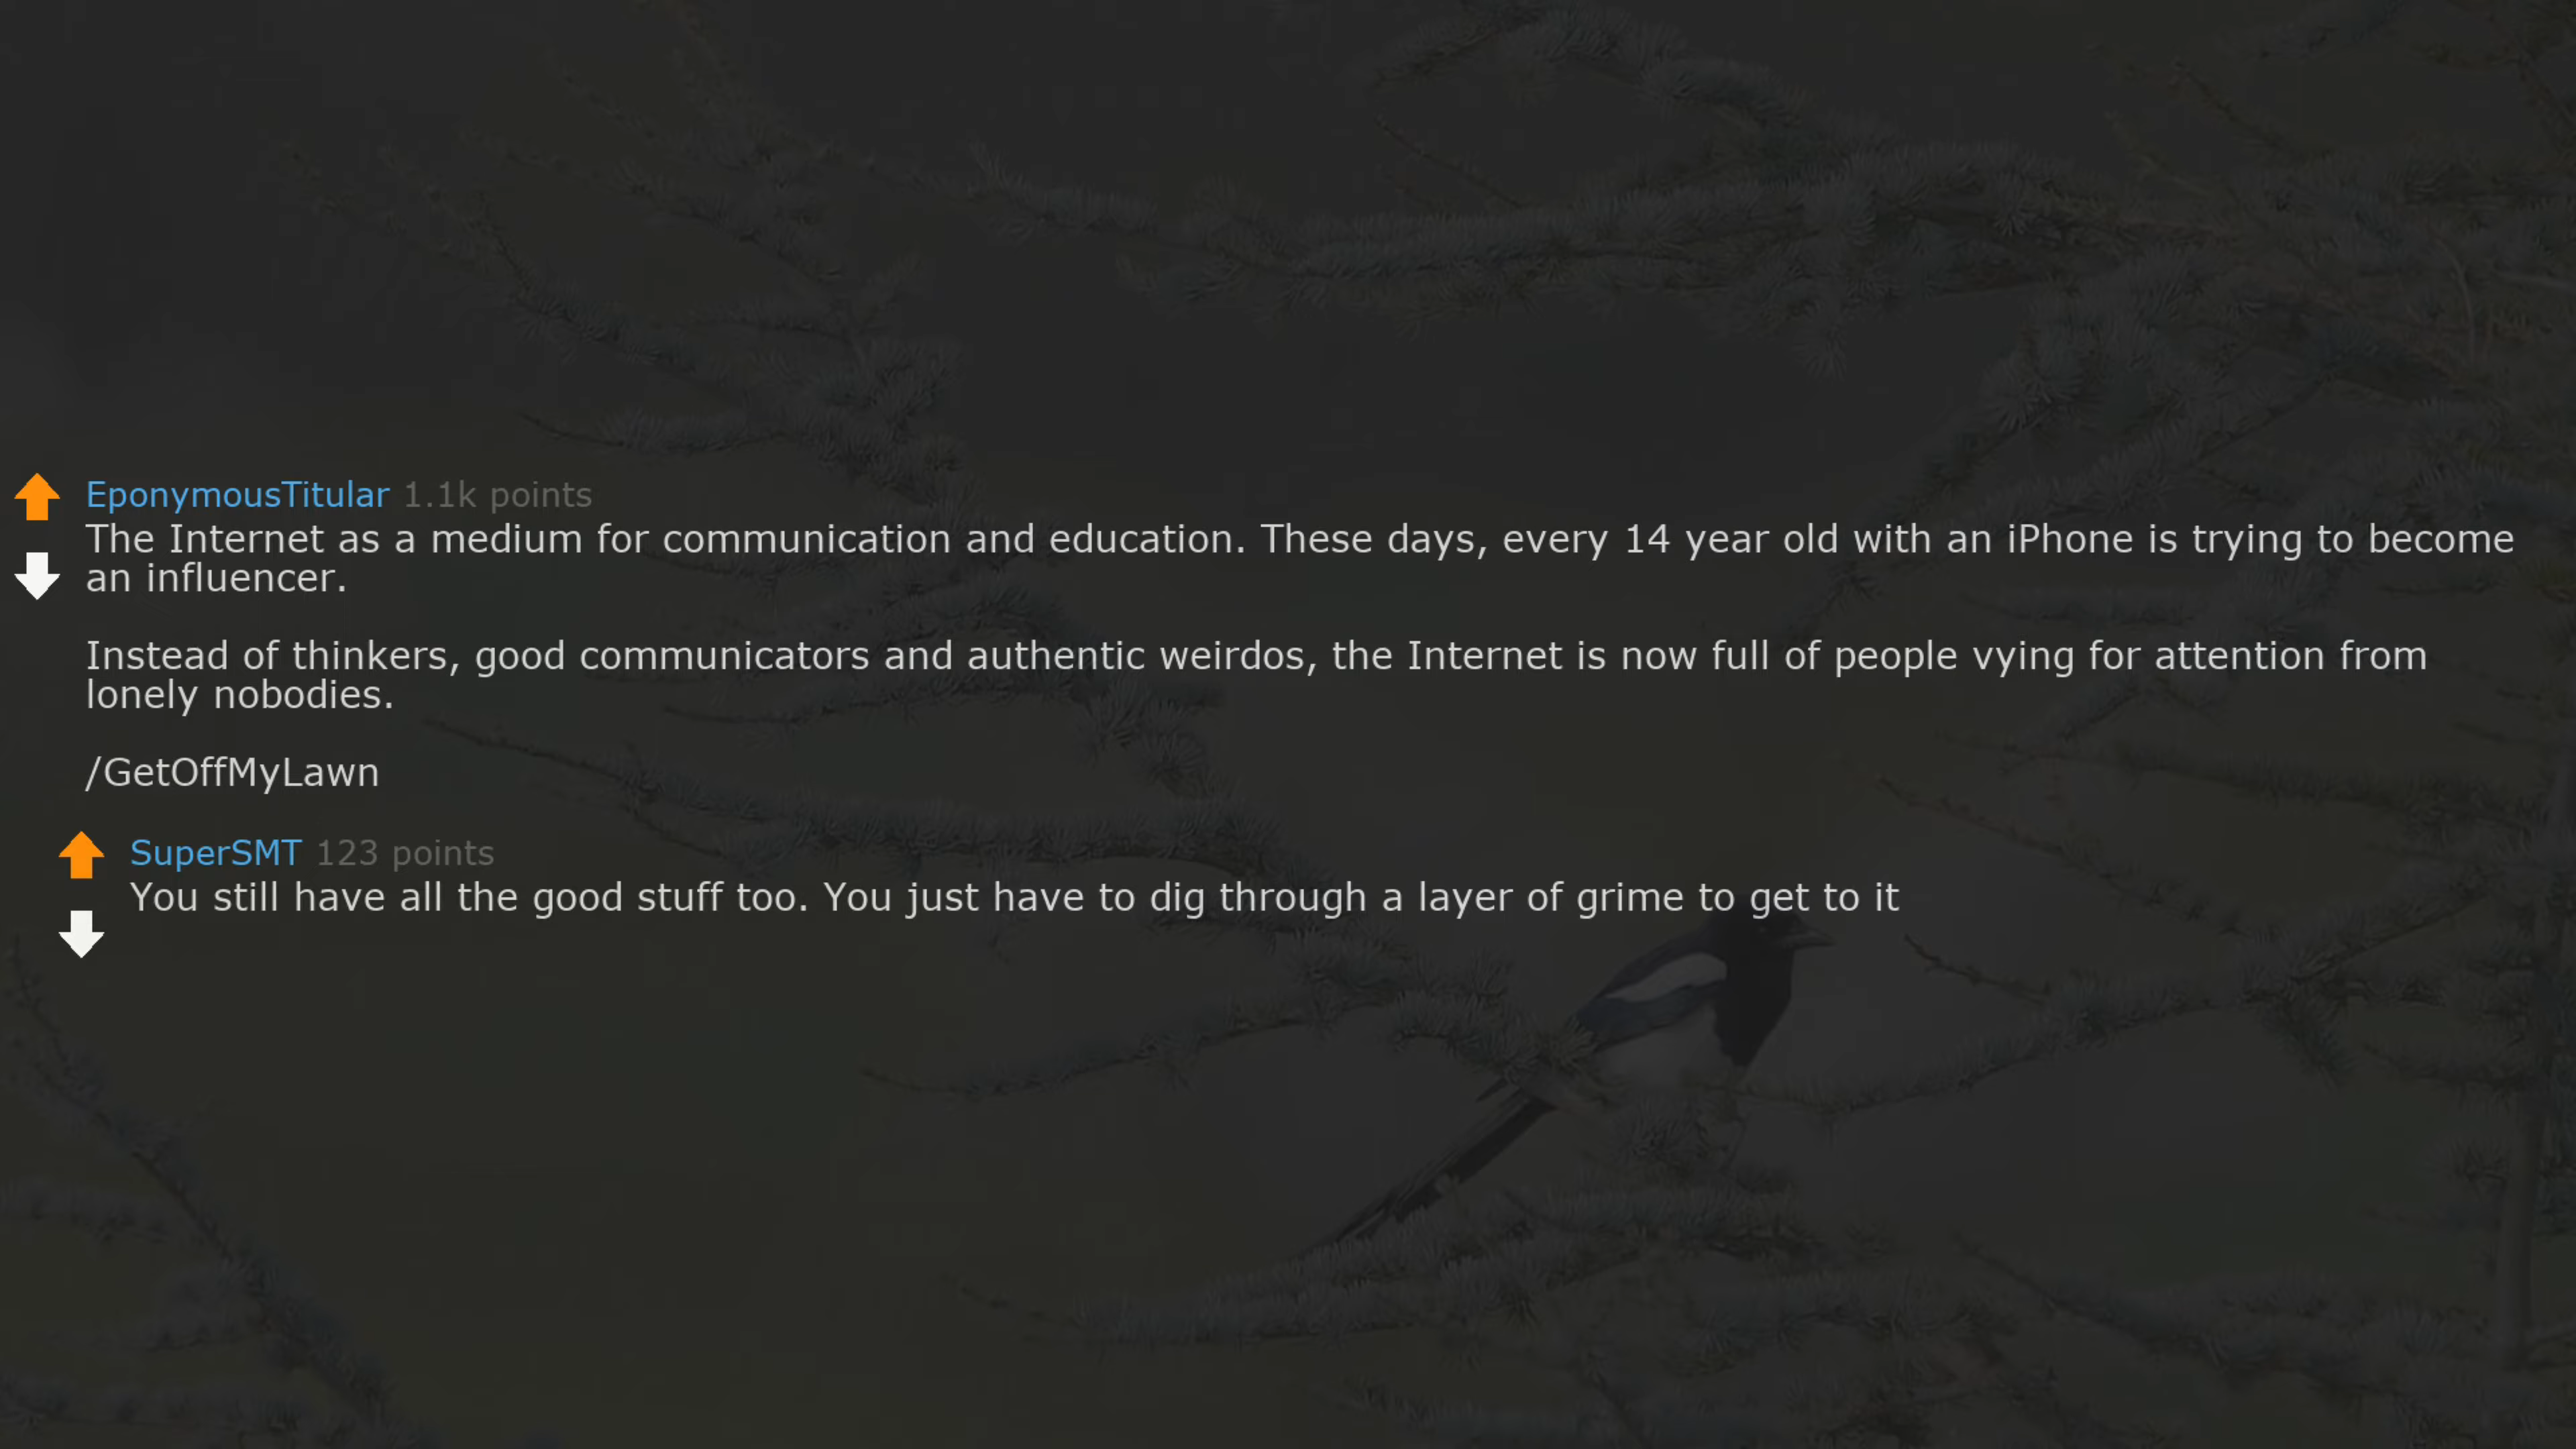 EponymousTitular 1.1k points
The Internet as a medium for communication and education. These days, every 14 year old with an iPhone is trying to become
an influencer.
Instead of thinkers, good communicators and authentic weirdos, the Internet is now full of people vying for attention from
lonely nobodies.
/GetOffMyLawn
SuperSMT 123 points
You still have all the good stuff too. You just have to dig through a layer of grime to get to it